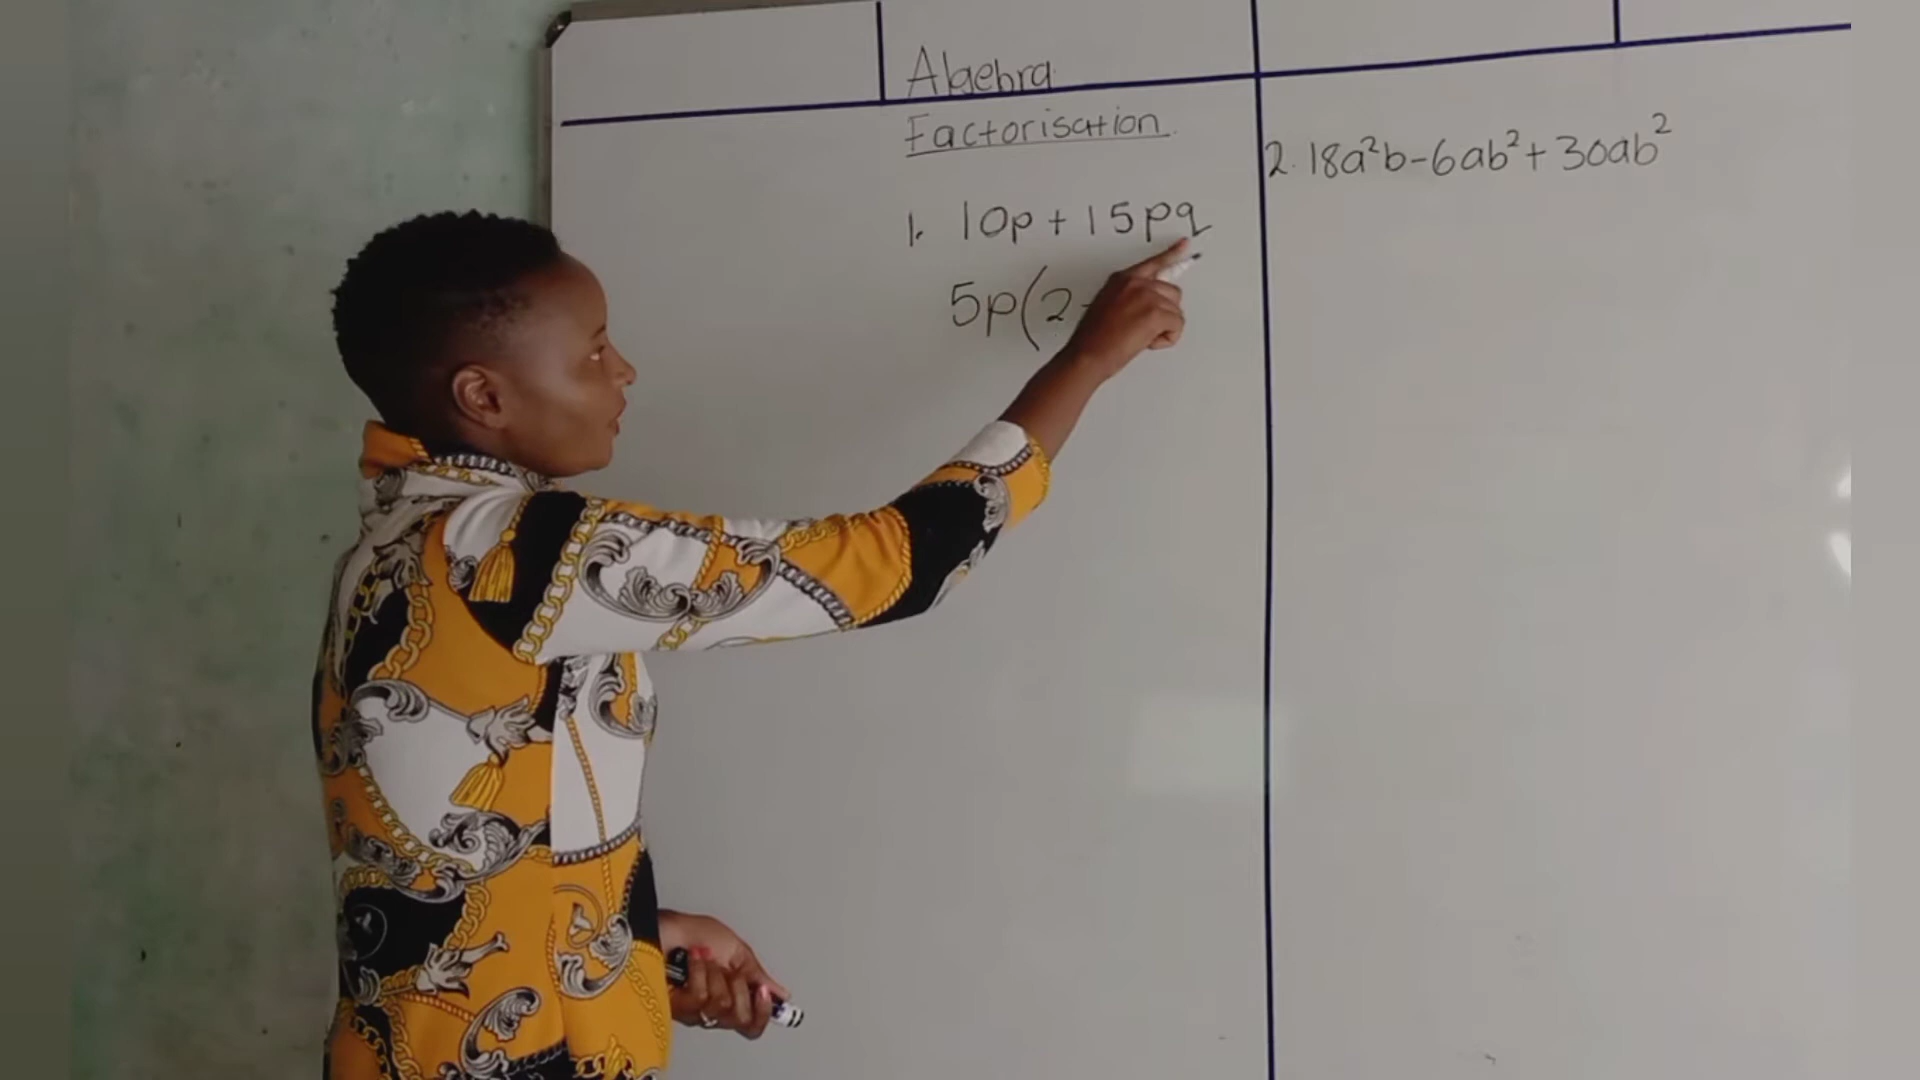 Algebra
Factorisation.
1. 10p + 15pq
5p(2
2. 18a²b-6ab²+30ab²